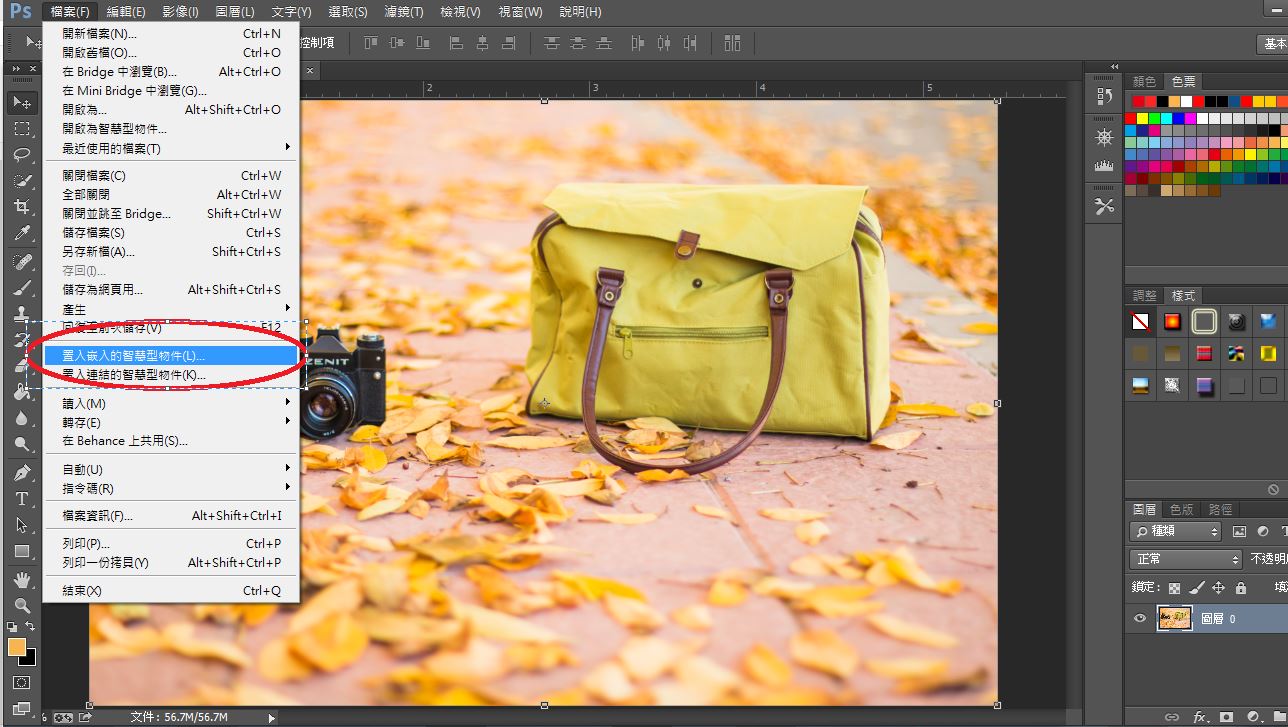 Ps 檔案(F) 編輯(E) 影像(I) 圖層(L) 文字(Y) 選取(S) 濾鏡(T) 檢視(V) 視窗(W) 說明(H)
控制項
基本
開新檔案(N)... Ctrl+N
開啟舊檔(O)... Ctrl+O
在 Bridge 中瀏覽(B)... Alt+Ctrl+O
在 Mini Bridge 中瀏覽(G)...
開啟為... Alt+Shift+Ctrl+O
開啟為智慧型物件...
最近使用的檔案(T)
關閉檔案(C) Ctrl+W
全部關閉 Alt+Ctrl+W
關閉並跳至 Bridge... Shift+Ctrl+W
儲存檔案(S) Ctrl+S
另存新檔(A)... Shift+Ctrl+S
存回(I)...
儲存為網頁用... Alt+Shift+Ctrl+S
產生
回復至前次儲存(V) F12
置入嵌入的智慧型物件(L)...
置入連結的智慧型物件(K)...
讀入(M)
轉存(E)
在 Behance 上共用(S)...
自動(U)
指令碼(R)
檔案資訊(F)... Alt+Shift+Ctrl+I
列印(P)... Ctrl+P
列印一份拷貝(Y) Alt+Shift+Ctrl+P
結束(X) Ctrl+Q
2 3 4 5
ZENIT
顏色 色票
調整 樣式
圖層 色版 路徑
種類
正常 不透明
鎖定: 填
圖層 0
fx
文件: 56.7M/56.7M